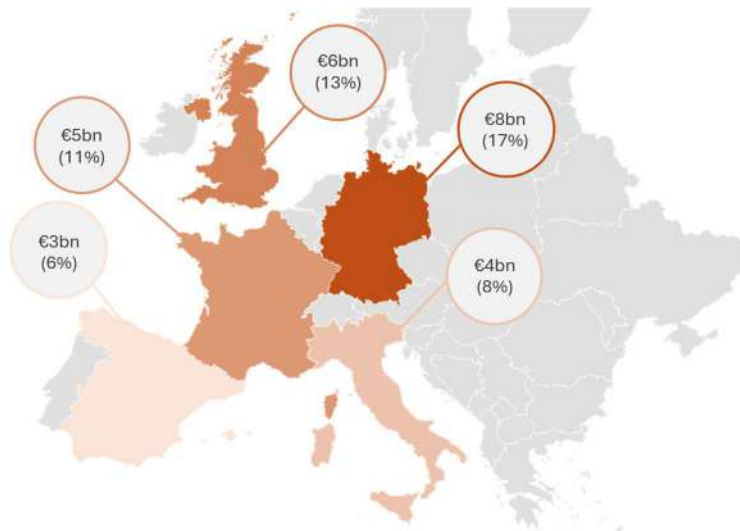 €6bn
(13%)
€8bn
(17%)
€5bn
(11%)
€3bn
(6%)
€4bn
(8%)